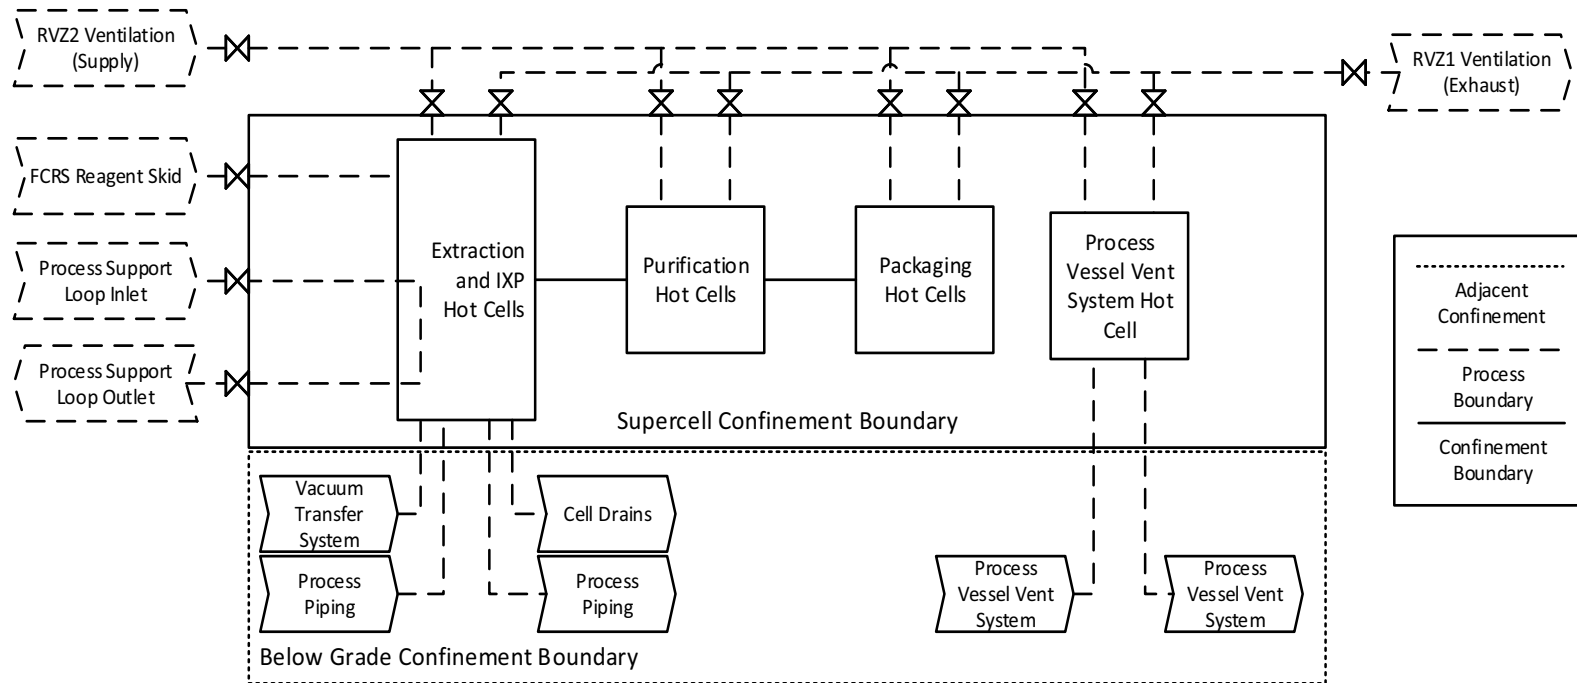 RVZ2 Ventilation
(Supply)
RVZ1 Ventilation
(Exhaust)
FCRS Reagent Skid
Process Support
Loop Inlet
Process Support
Loop Outlet
Extraction
and IXP
Hot Cells
Purification
Hot Cells
Packaging
Hot Cells
Process
Vessel Vent
System Hot
Cell
Supercell Confinement Boundary
Adjacent
Confinement
Process
Boundary
Confinement
Boundary
Vacuum
Transfer
System
Cell Drains
Process
Piping
Process
Piping
Process
Vessel Vent
System
Process
Vessel Vent
System
Below Grade Confinement Boundary